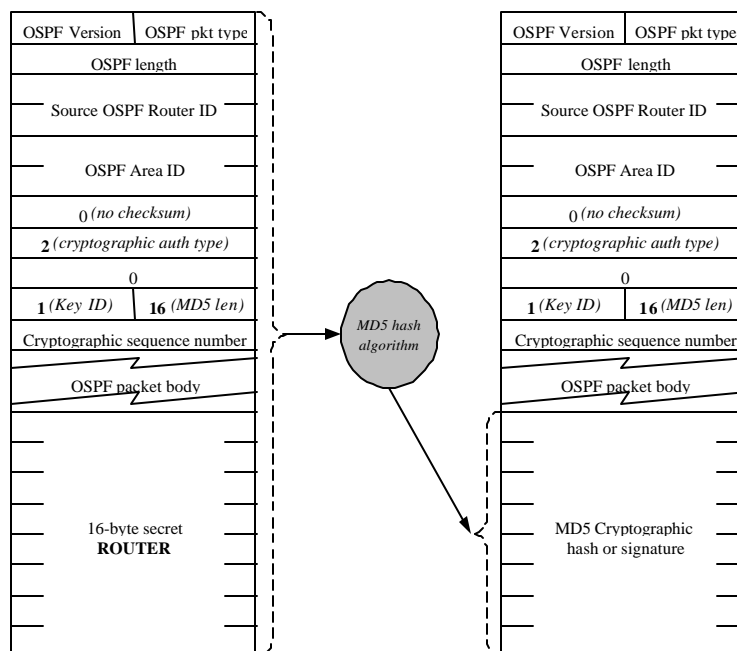 OSPF Version OSPF pkt type
OSPF length
Source OSPF Router ID
OSPF Area ID
0 (no checksum)
2 (cryptographic auth type)
0
1 (Key ID) 16 (MD5 len)
Cryptographic sequence number
OSPF packet body
16-byte secret
ROUTER
MD5 hash
algorithm
OSPF Version OSPF pkt type
OSPF length
Source OSPF Router ID
OSPF Area ID
0 (no checksum)
2 (cryptographic auth type)
0
1 (Key ID) 16 (MD5 len)
Cryptographic sequence number
OSPF packet body
MD5 Cryptographic
hash or signature